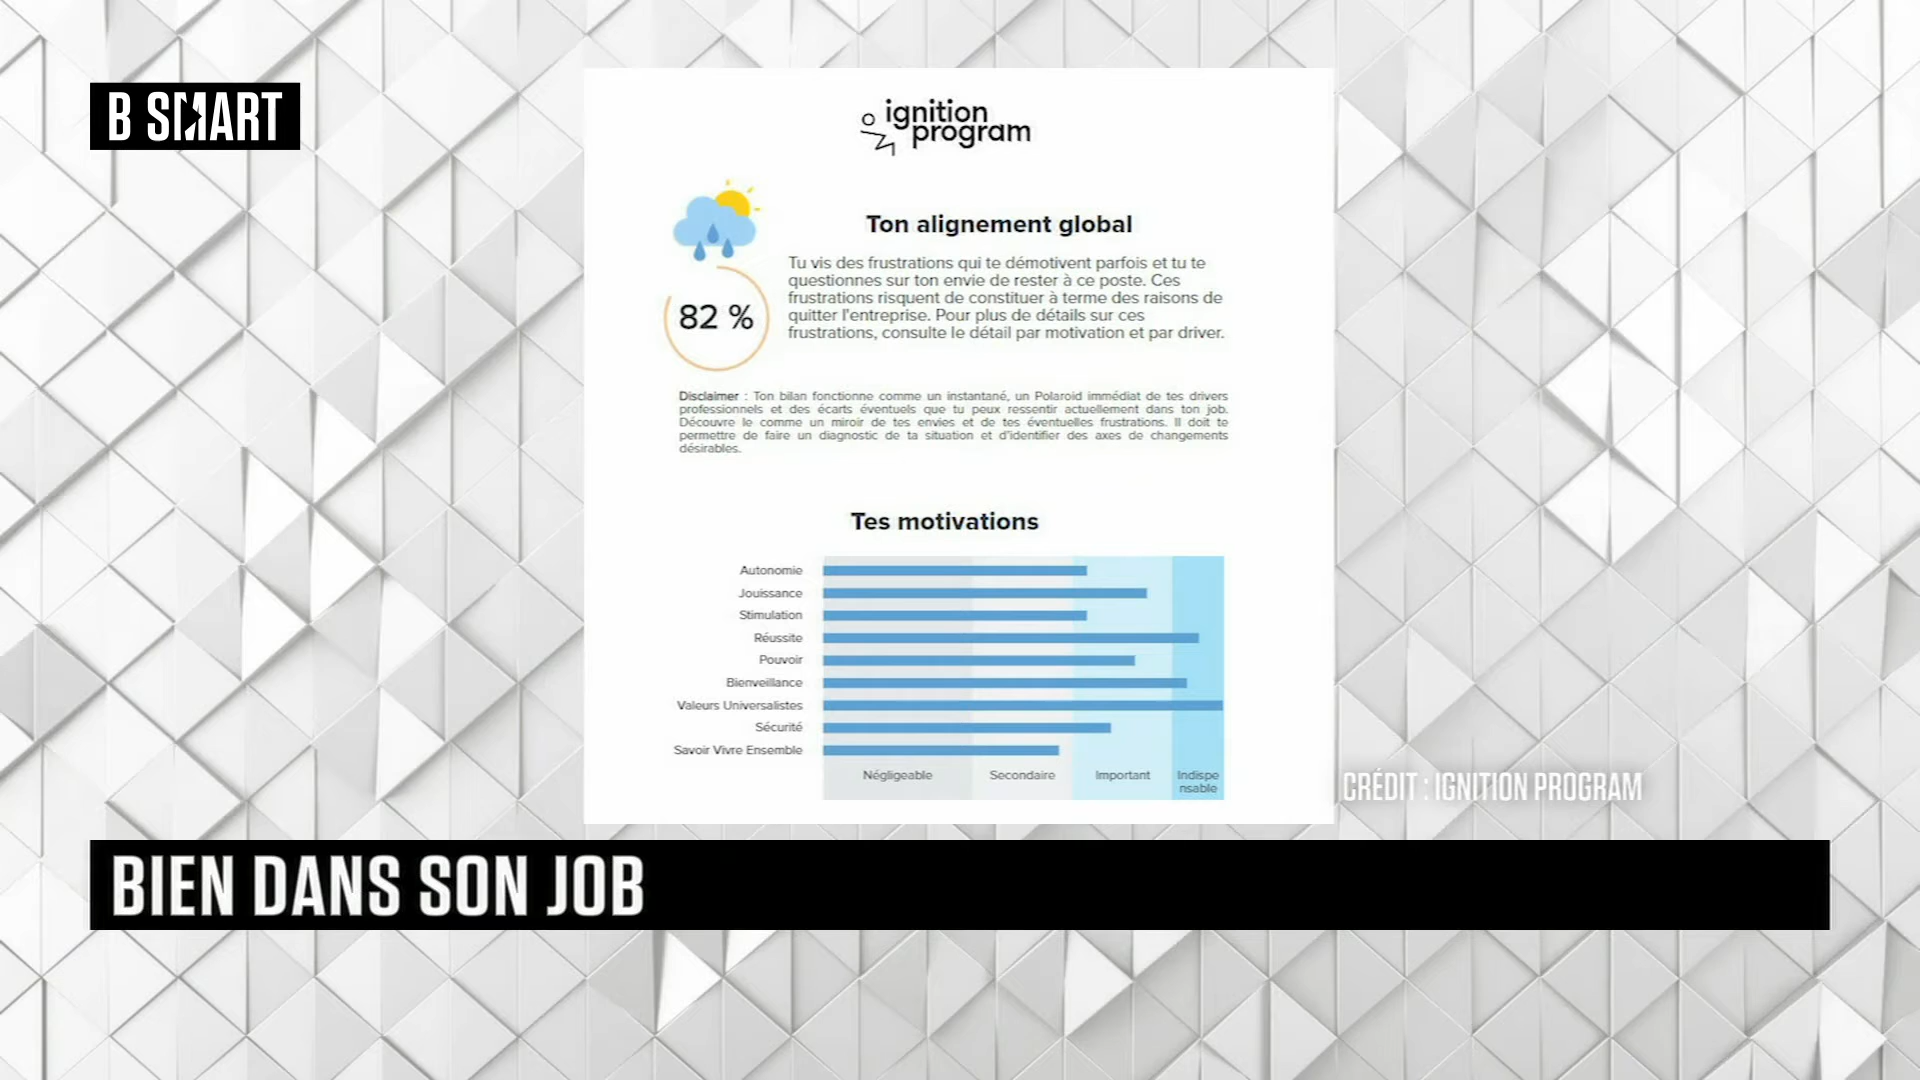 B SMART
ignition
program
Ton alignement global
82 %
Tu vis des frustrations qui te démotivent parfois et tu te
questionnes sur ton envie de rester à ce poste. Ces
frustrations risquent de constituer à terme des raisons de
quitter l'entreprise. Pour plus de détails sur ces
frustrations, consulte le détail par motivation et par driver.
Disclaimer : Ton bilan fonctionne comme un instantané, un Polaroid immédiat de tes drivers
professionnels et des écarts éventuels que tu peux ressentir actuellement dans ton job.
Découvre le comme un miroir de tes envies et de tes éventuelles frustrations. Il doit te
permettre de faire un diagnostic de ta situation et d'identifier des axes de changements
désirables.
Tes motivations
Autonomie
Jouissance
Stimulation
Réussite
Pouvoir
Bienveillance
Valeurs Universalistes
Sécurité
Savoir Vivre Ensemble
Négligeable
Secondaire
Important
Indispe
nsable
CRÉDIT : IGNITION PROGRAM
BIEN DANS SON JOB